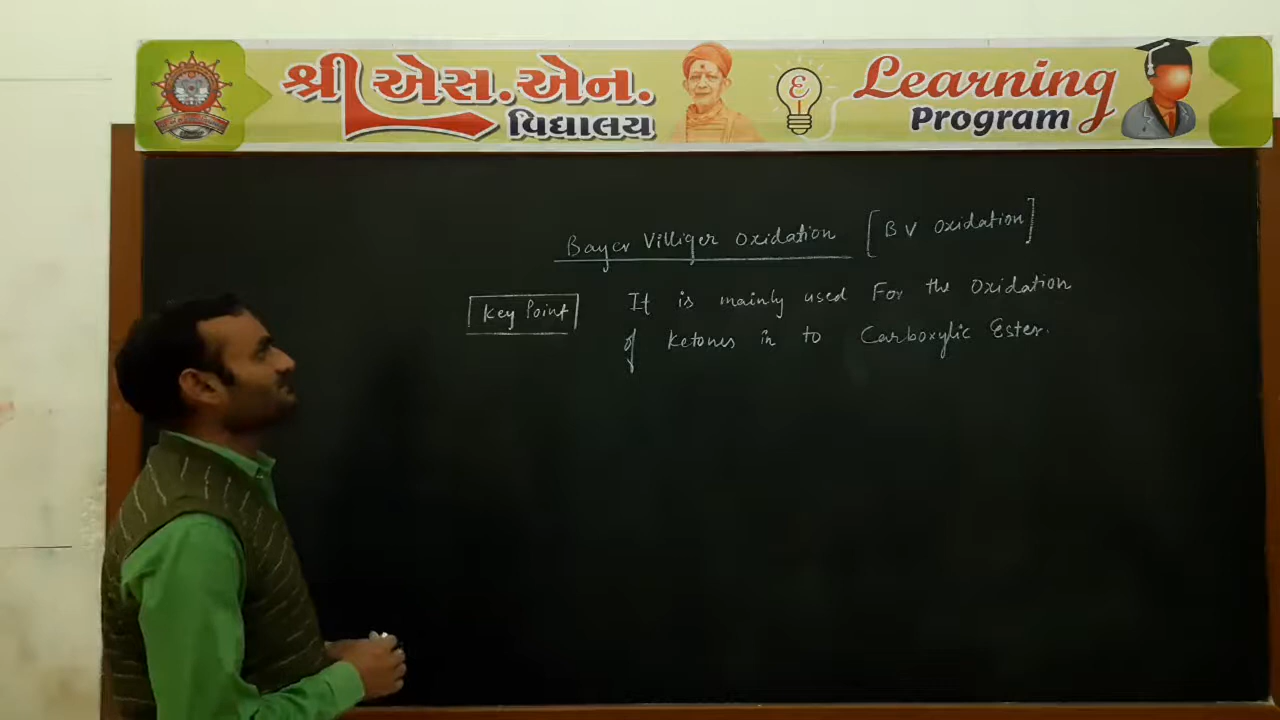 શ્રી એસ.એન. વિદ્યાલય
Learning Program
Bayer Villiger Oxidation [BV Oxidation]
Key Point It is mainly used For the Oxidation
of Ketones in to Carboxylic Ester.